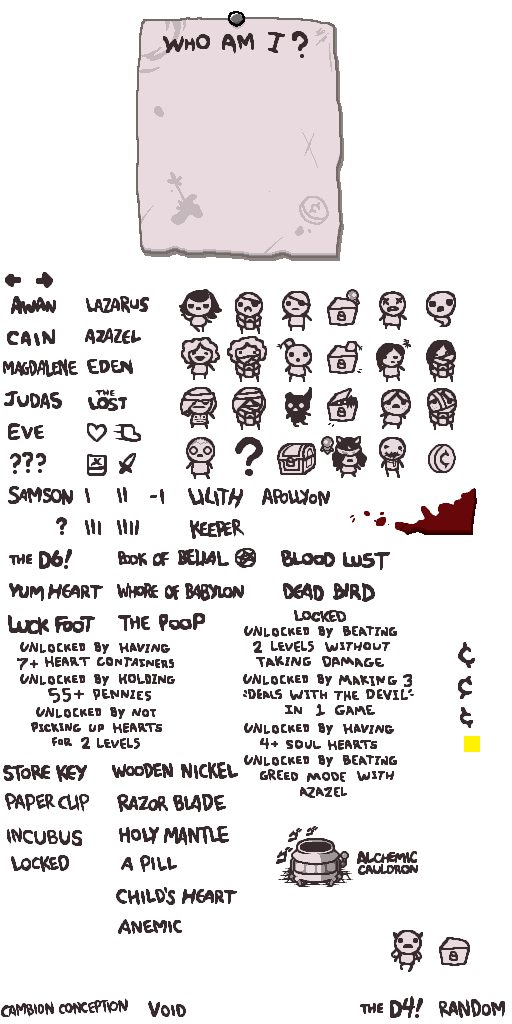 WHO AM I?
AWAN LAZARUS
CAIN AZAZEL
MAGDALENE EDEN
JUDAS THE LOST
EVE
??? ?
SAMSON I II -I LILITH APOLLYON
? III IIII KEEPER
THE D6! BOOK OF BELIAL BLOOD LUST
YUM HEART WHORE OF BABYLON DEAD BIRD
LUCK FOOT THE POOP
LOCKED
UNLOCKED BY HAVING
7+ HEART CONTAINERS
UNLOCKED BY HOLDING
55+ PENNIES
UNLOCKED BY NOT
PICKING UP HEARTS
FOR 2 LEVELS
UNLOCKED BY BEATING
2 LEVELS WITHOUT
TAKING DAMAGE
UNLOCKED BY MAKING 3
"DEALS WITH THE DEVIL"
IN 1 GAME
UNLOCKED BY HAVING
4+ SOUL HEARTS
UNLOCKED BY BEATING
GREED MODE WITH
AZAZEL
¢
¢
¢
STORE KEY WOODEN NICKEL
PAPER CLIP RAZOR BLADE
INCUBUS HOLY MANTLE
LOCKED A PILL
CHILD'S HEART
ANEMIC
ALCHEMIC
CAULDRON
CAMBION CONCEPTION VOID THE D4! RANDOM